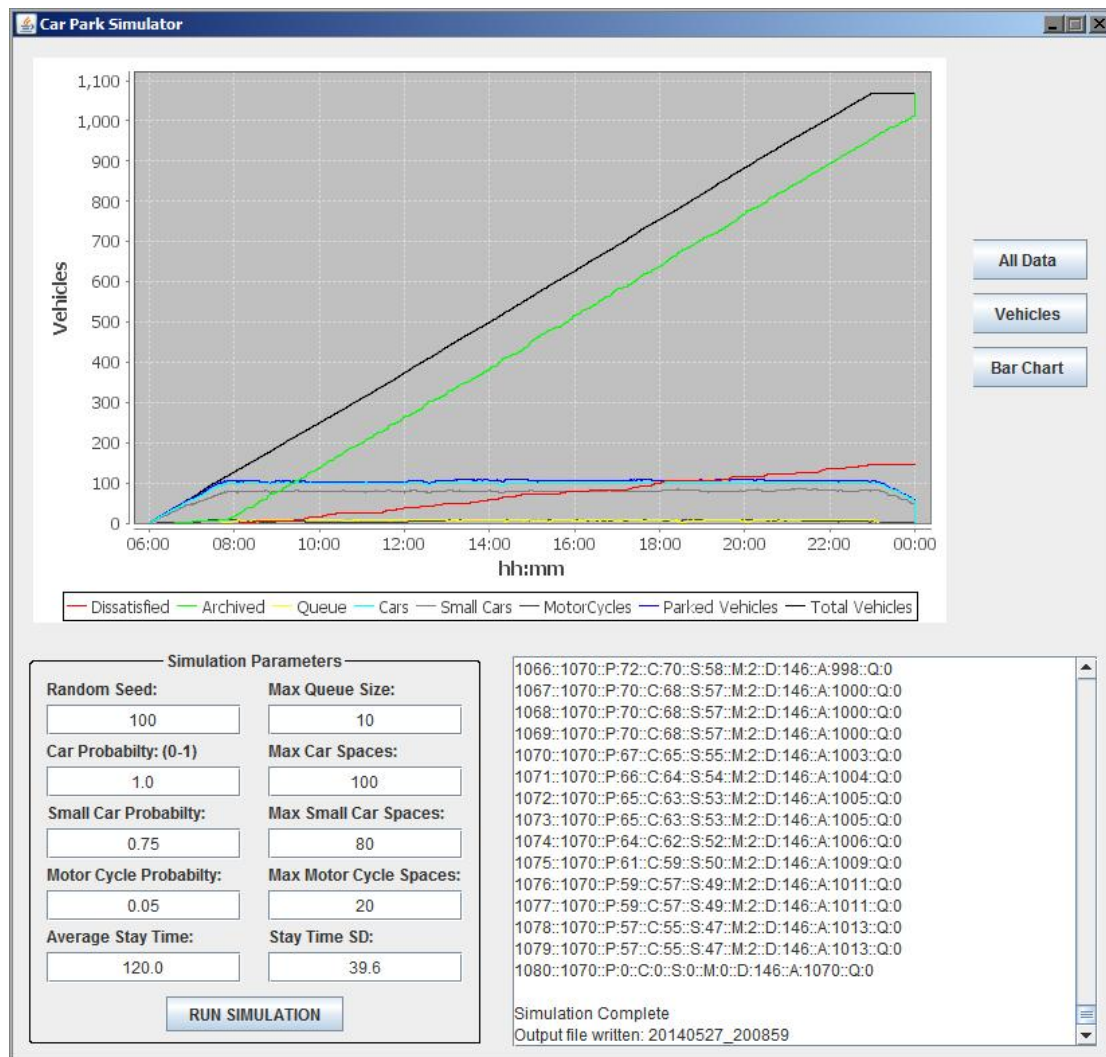 Car Park Simulator
1,100
1,000
900
800
700
600
500
400
300
200
100
0
Vehicles
06:00 08:00 10:00 12:00 14:00 16:00 18:00 20:00 22:00 00:00
hh:mm
Dissatisfied Archived Queue Cars Small Cars MotorCycles Parked Vehicles Total Vehicles
All Data
Vehicles
Bar Chart
Simulation Parameters
Random Seed: Max Queue Size:
100 10
Car Probabilty: (0-1) Max Car Spaces:
1.0 100
Small Car Probabilty: Max Small Car Spaces:
0.75 80
Motor Cycle Probabilty: Max Motor Cycle Spaces:
0.05 20
Average Stay Time: Stay Time SD:
120.0 39.6
RUN SIMULATION
1066::1070::P:72::C:70::S:58::M:2::D:146::A:998::Q:0
1067::1070::P:70::C:68::S:57::M:2::D:146::A:1000::Q:0
1068::1070::P:70::C:68::S:57::M:2::D:146::A:1000::Q:0
1069::1070::P:70::C:68::S:57::M:2::D:146::A:1000::Q:0
1070::1070::P:67::C:65::S:55::M:2::D:146::A:1003::Q:0
1071::1070::P:66::C:64::S:54::M:2::D:146::A:1004::Q:0
1072::1070::P:65::C:63::S:53::M:2::D:146::A:1005::Q:0
1073::1070::P:65::C:63::S:53::M:2::D:146::A:1005::Q:0
1074::1070::P:64::C:62::S:52::M:2::D:146::A:1006::Q:0
1075::1070::P:61::C:59::S:50::M:2::D:146::A:1009::Q:0
1076::1070::P:59::C:57::S:49::M:2::D:146::A:1011::Q:0
1077::1070::P:59::C:57::S:49::M:2::D:146::A:1011::Q:0
1078::1070::P:57::C:55::S:47::M:2::D:146::A:1013::Q:0
1079::1070::P:57::C:55::S:47::M:2::D:146::A:1013::Q:0
1080::1070::P:0::C:0::S:0::M:0::D:146::A:1070::Q:0
Simulation Complete
Output file written: 20140527_200859